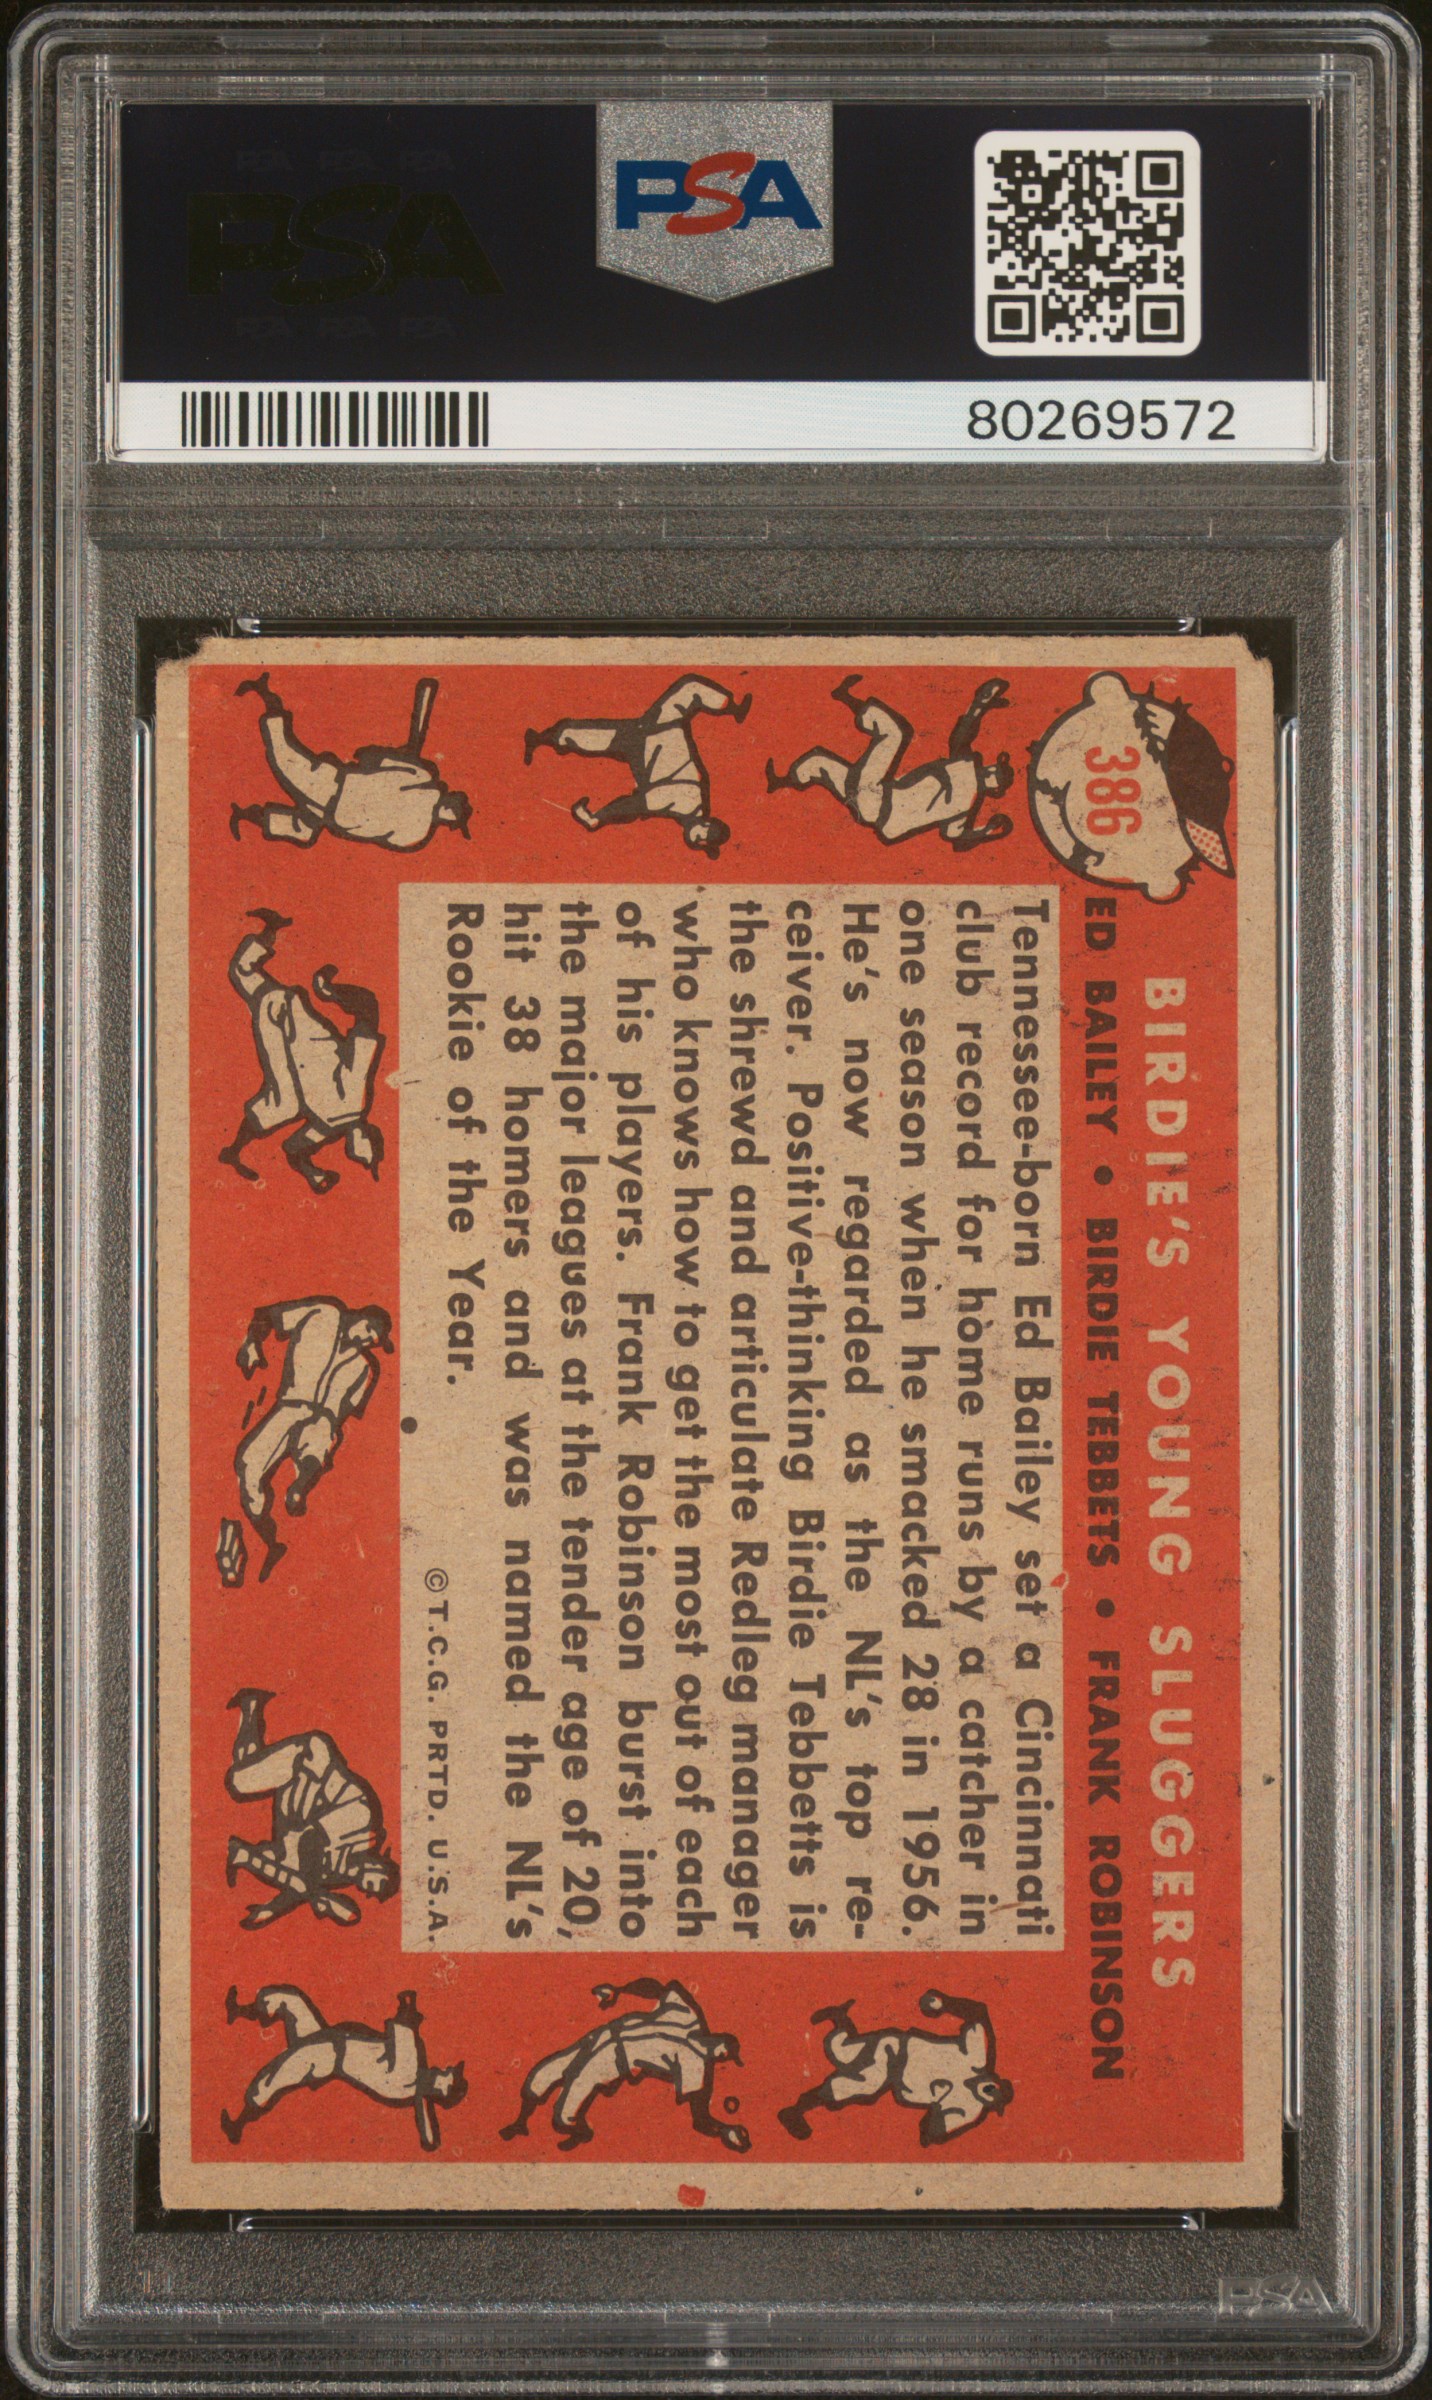 PSA
PSA
80269572
386
BIRDIE'S YOUNG SLUGGERS
ED BAILEY • BIRDIE TEBBETS • FRANK ROBINSON
Tennessee-born Ed Bailey set a Cincinnati
club record for home runs by a catcher in
one season when he smacked 28 in 1956.
He's now regarded as the NL's top re-
ceiver. Positive-thinking Birdie Tebbetts is
the shrewd and articulate Redleg manager
who knows how to get the most out of each
of his players. Frank Robinson burst into
the major leagues at the tender age of 20,
hit 38 homers and was named the NL's
Rookie of the Year.
© T.C.G. PRTD. U.S.A.
PSA